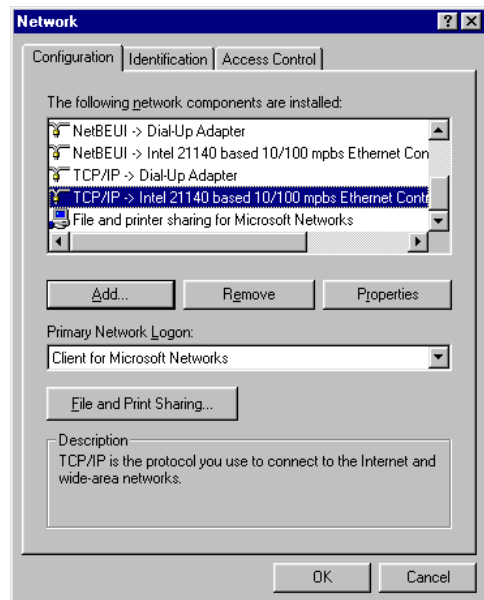 Network
Configuration Identification Access Control
The following network components are installed:
NetBEUI -> Dial-Up Adapter
NetBEUI -> Intel 21140 based 10/100 mpbs Ethernet Con
TCP/IP -> Dial-Up Adapter
TCP/IP -> Intel 21140 based 10/100 mpbs Ethernet Contr
File and printer sharing for Microsoft Networks
Add... Remove Properties
Primary Network Logon:
Client for Microsoft Networks
File and Print Sharing...
Description
TCP/IP is the protocol you use to connect to the Internet and
wide-area networks.
OK Cancel